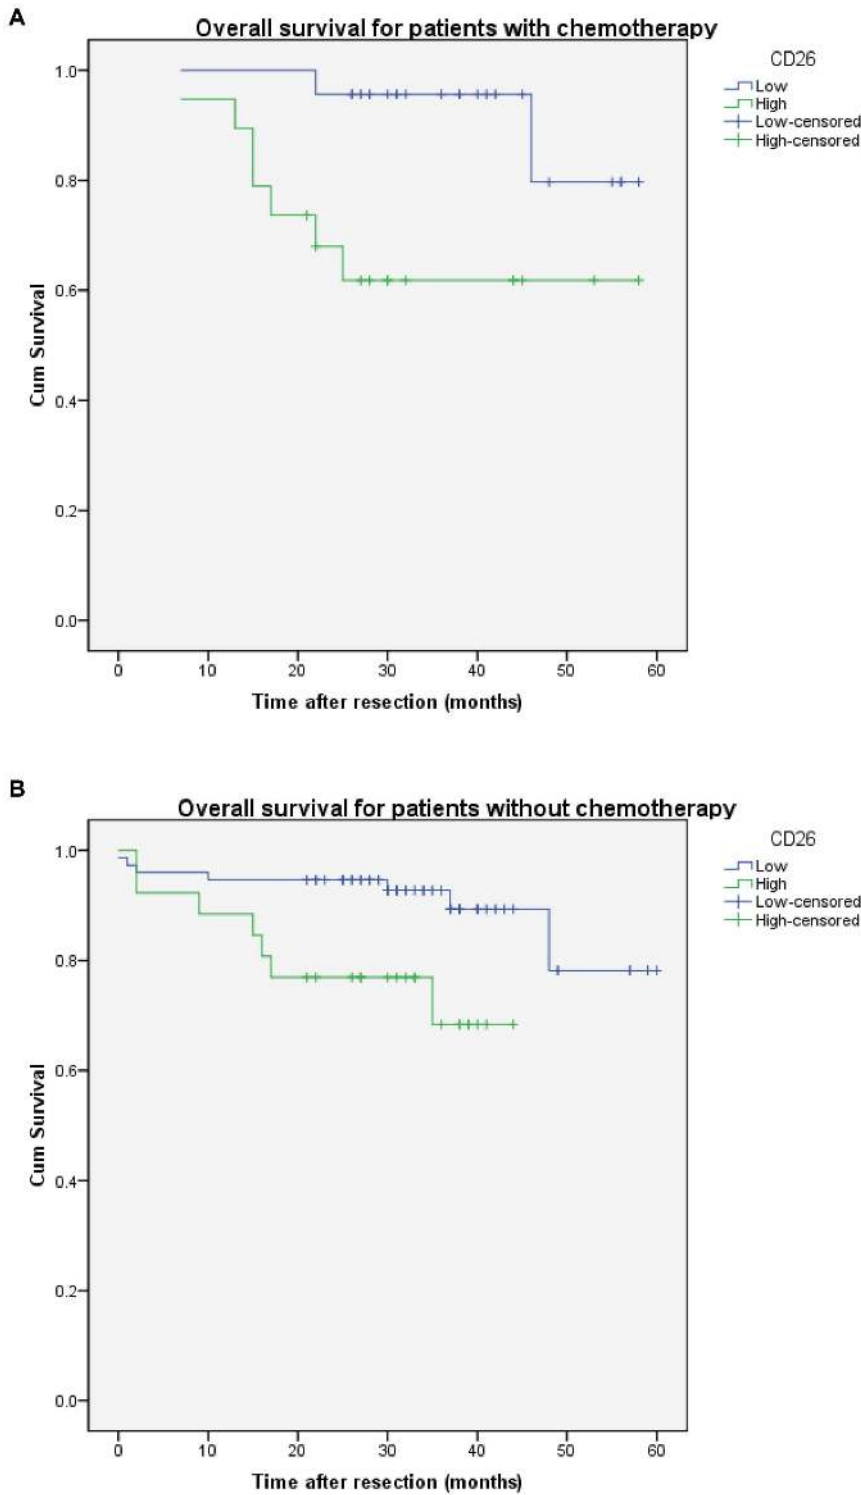 A
Overall survival for patients with chemotherapy
CD26
Low
High
Low-censored
High-censored
1.0
0.8
0.6
0.4
0.2
0.0
Cum Survival
0 10 20 30 40 50 60
Time after resection (months)
B
Overall survival for patients without chemotherapy
CD26
Low
High
Low-censored
High-censored
1.0
0.8
0.6
0.4
0.2
0.0
Cum Survival
0 10 20 30 40 50 60
Time after resection (months)